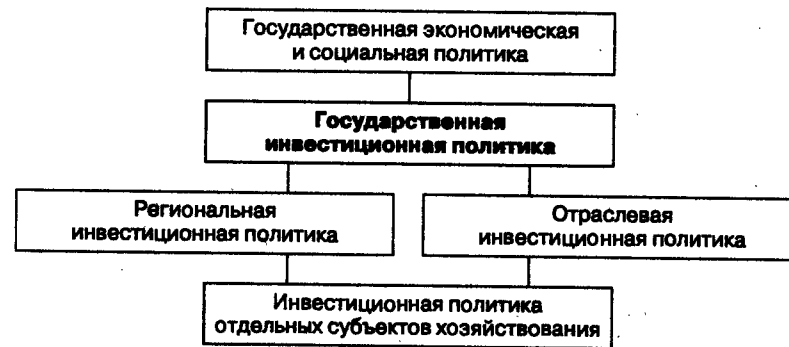 Государственная экономическая
и социальная политика
Государственная
инвестиционная политика
Региональная
инвестиционная политика
Отраслевая
инвестиционная политика
Инвестиционная политика
отдельных субъектов хозяйствования